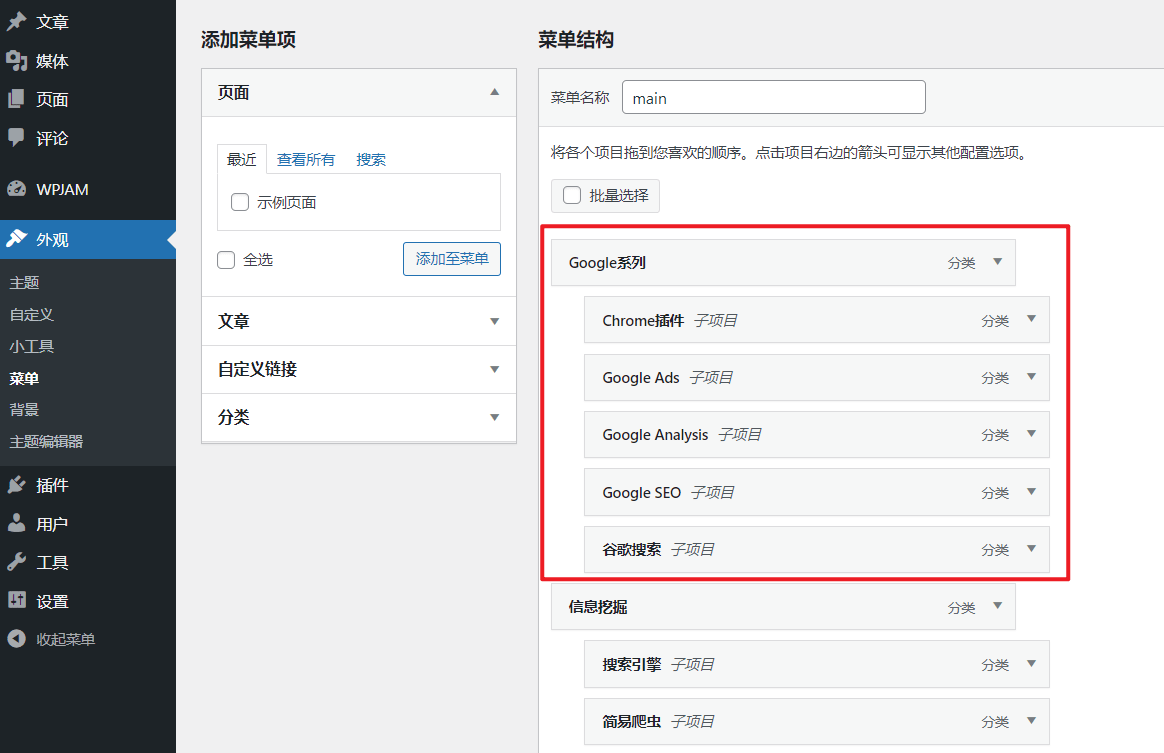 文章
媒体
页面
评论
WPJAM
外观
主题
自定义
小工具
菜单
背景
主题编辑器
插件
用户
工具
设置
收起菜单
添加菜单项
页面
最近 查看所有 搜索
示例页面
全选 添加至菜单
文章
自定义链接
分类
菜单结构
菜单名称 main
将各个项目拖到您喜欢的顺序。点击项目右边的箭头可显示其他配置选项。
批量选择
Google系列 分类
Chrome插件 子项目 分类
Google Ads 子项目 分类
Google Analysis 子项目 分类
Google SEO 子项目 分类
谷歌搜索 子项目 分类
信息挖掘 分类
搜索引擎 子项目 分类
简易爬虫 子项目 分类